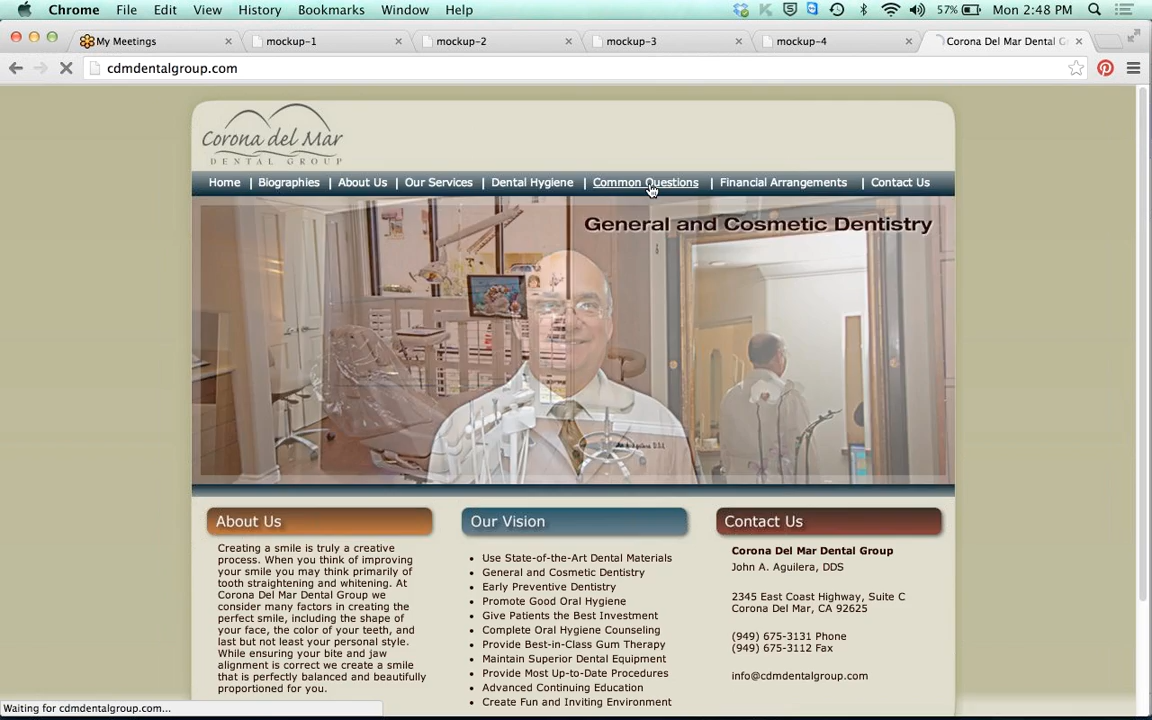 Chrome File Edit View History Bookmarks Window Help 57% Mon 2:48 PM
My Meetings mockup-1 mockup-2 mockup-3 mockup-4 Corona Del Mar Dental G
cdmdentalgroup.com
Corona del Mar
DENTAL GROUP
Home | Biographies | About Us | Our Services | Dental Hygiene | Common Questions | Financial Arrangements | Contact Us
General and Cosmetic Dentistry
About Us
Creating a smile is truly a creative
process. When you think of improving
your smile you may think primarily of
tooth straightening and whitening. At
Corona Del Mar Dental Group we
consider many factors in creating the
perfect smile, including the shape of
your face, the color of your teeth, and
last but not least your personal style.
While ensuring your bite and jaw
alignment is correct we create a smile
that is perfectly balanced and beautifully
proportioned for you.
Our Vision
• Use State-of-the-Art Dental Materials
• General and Cosmetic Dentistry
• Early Preventive Dentistry
• Promote Good Oral Hygiene
• Give Patients the Best Investment
• Complete Oral Hygiene Counseling
• Provide Best-in-Class Gum Therapy
• Maintain Superior Dental Equipment
• Provide Most Up-to-Date Procedures
• Advanced Continuing Education
• Create Fun and Inviting Environment
Contact Us
Corona Del Mar Dental Group
John A. Aguilera, DDS
2345 East Coast Highway, Suite C
Corona Del Mar, CA 92625
(949) 675-3131 Phone
(949) 675-3112 Fax
info@cdmdentalgroup.com
Waiting for cdmdentalgroup.com...